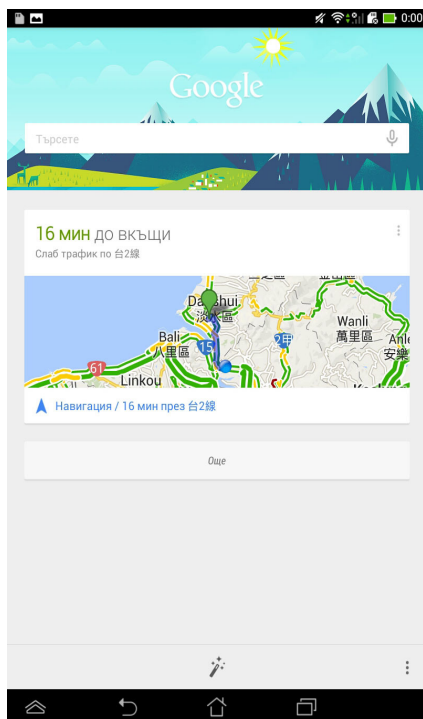 0:00
Google
Търсете
16 мин до вкъщи
Слаб трафик по 台2線
Danshui
淡水區
Wanli
萬里區
Bali
八里區
15
2甲
安樂
61
Linkou
Навигация / 16 мин през 台2線
Още